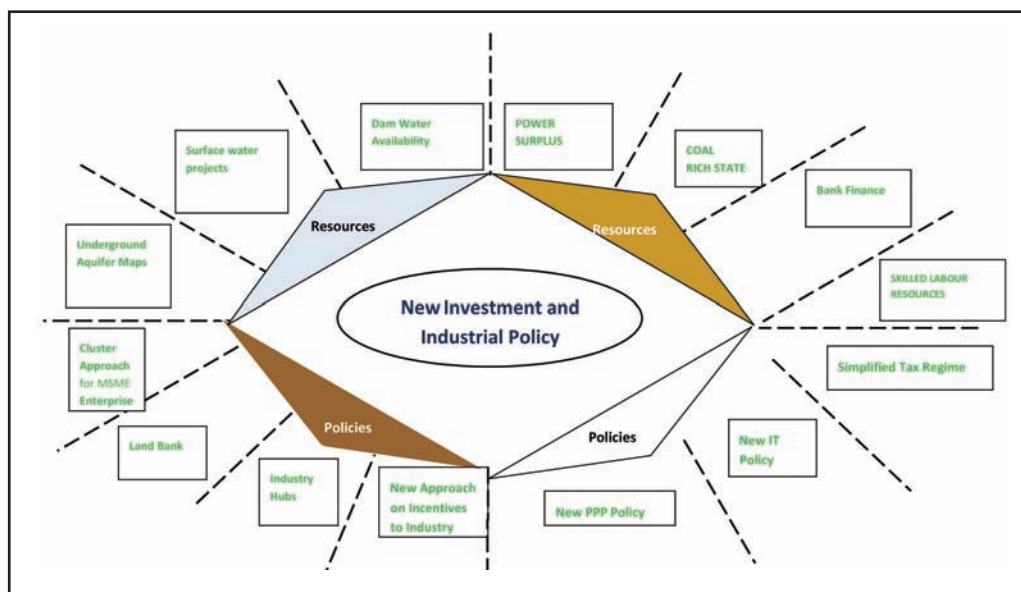 Dam Water
Availability
POWER
SURPLUS
Surface water
projects
COAL
RICH STATE
Bank Finance
Resources
Resources
Underground
Aquifer Maps
SKILLED LABOUR
RESOURCES
New Investment and
Industrial Policy
Cluster
Approach
for MSME
Enterprise
Simplified Tax Regime
Land Bank
Policies
Policies
New IT
Policy
Industry
Hubs
New Approach
on Incentives
to Industry
New PPP Policy